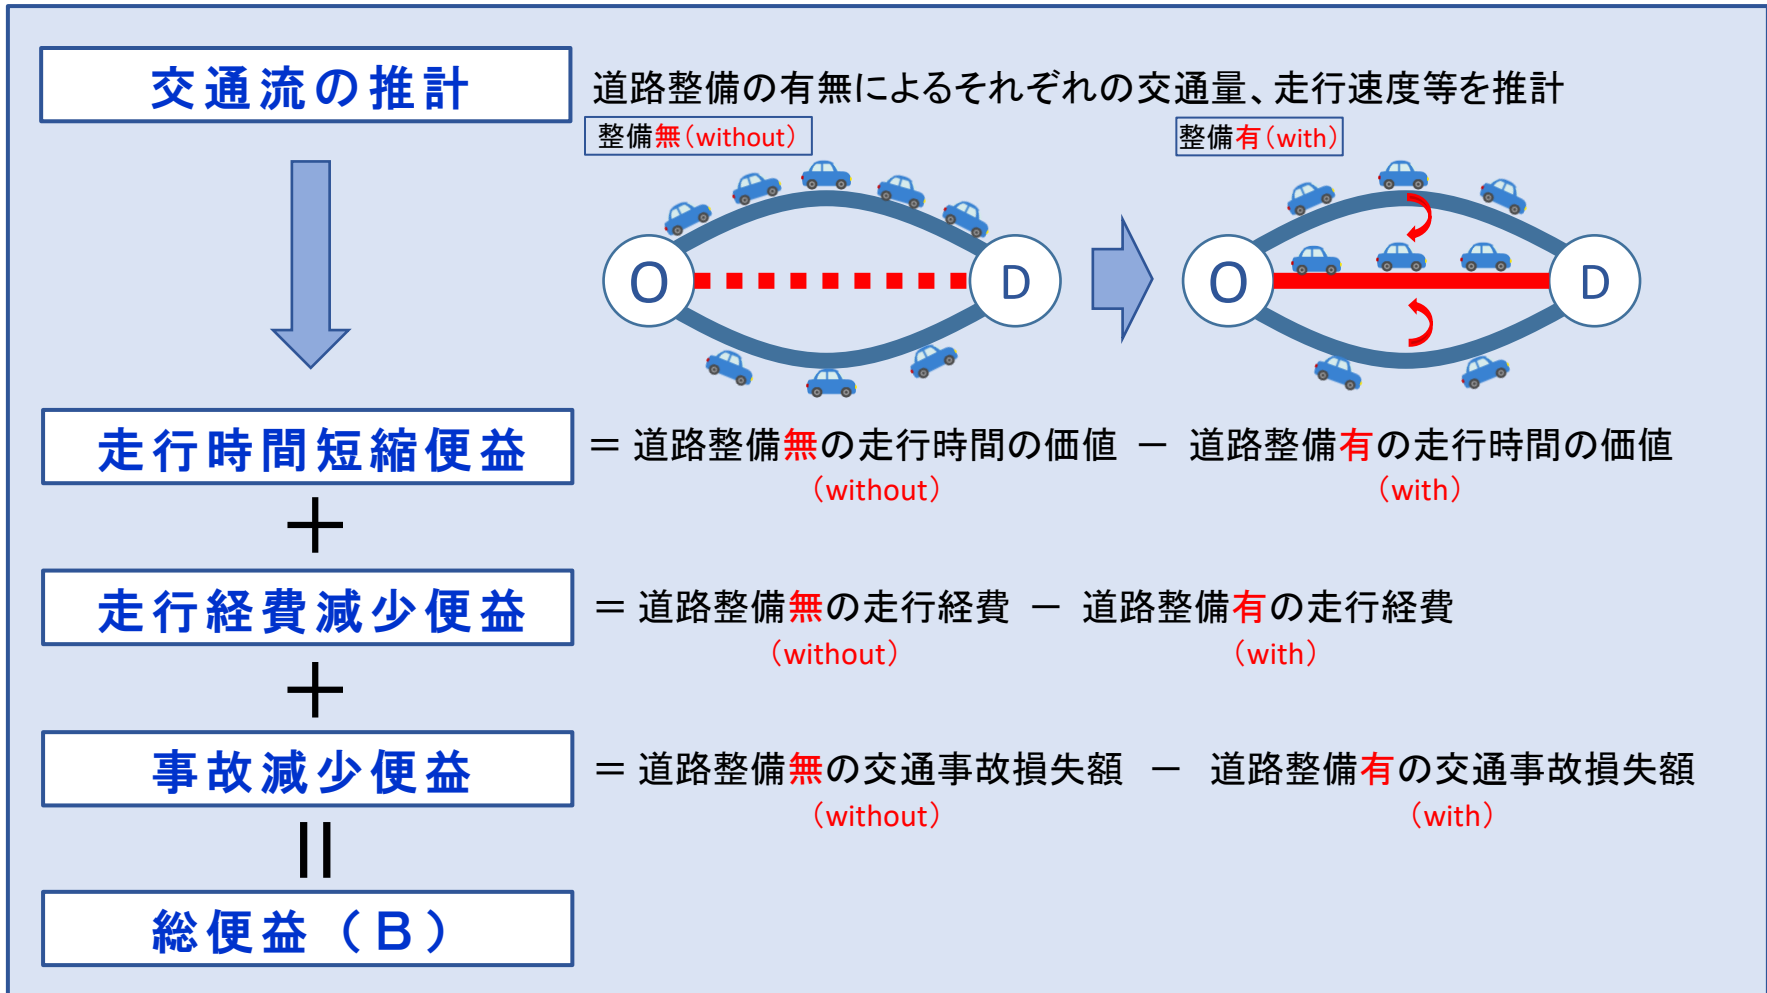 交通流の推計
道路整備の有無によるそれぞれの交通量、走行速度等を推計
整備無(without)
整備有(with)
O
D
O
D
走行時間短縮便益
＝ 道路整備無の走行時間の価値 － 道路整備有の走行時間の価値
(without)
(with)
＋
走行経費減少便益
＝ 道路整備無の走行経費 － 道路整備有の走行経費
(without)
(with)
＋
事故減少便益
＝ 道路整備無の交通事故損失額 － 道路整備有の交通事故損失額
(without)
(with)
＝
総便益（B）